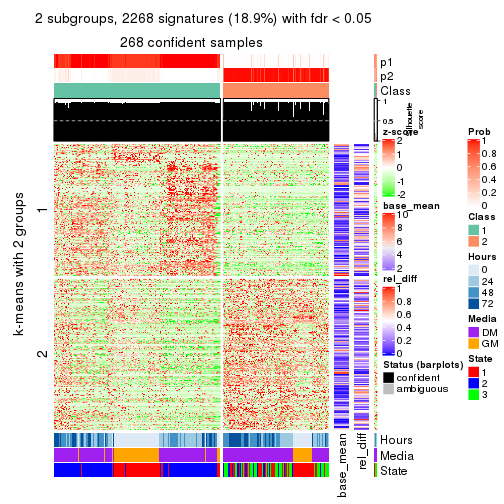 2 subgroups, 2268 signatures (18.9%) with fdr < 0.05
268 confident samples
p1
p2
Class
1
0.5
silhouette
score
k-means with 2 groups
1
2
z-score
2
1
0
-1
-2
base_mean
10
8
6
4
2
rel_diff
1
0.8
0.6
0.4
0.2
0
Status (barplots)
confident
ambiguous
Prob
1
0.8
0.6
0.4
0.2
0
Class
1
2
Hours
0
24
48
72
Media
DM
GM
State
1
2
3
Hours
Media
State
base_mean
rel_diff